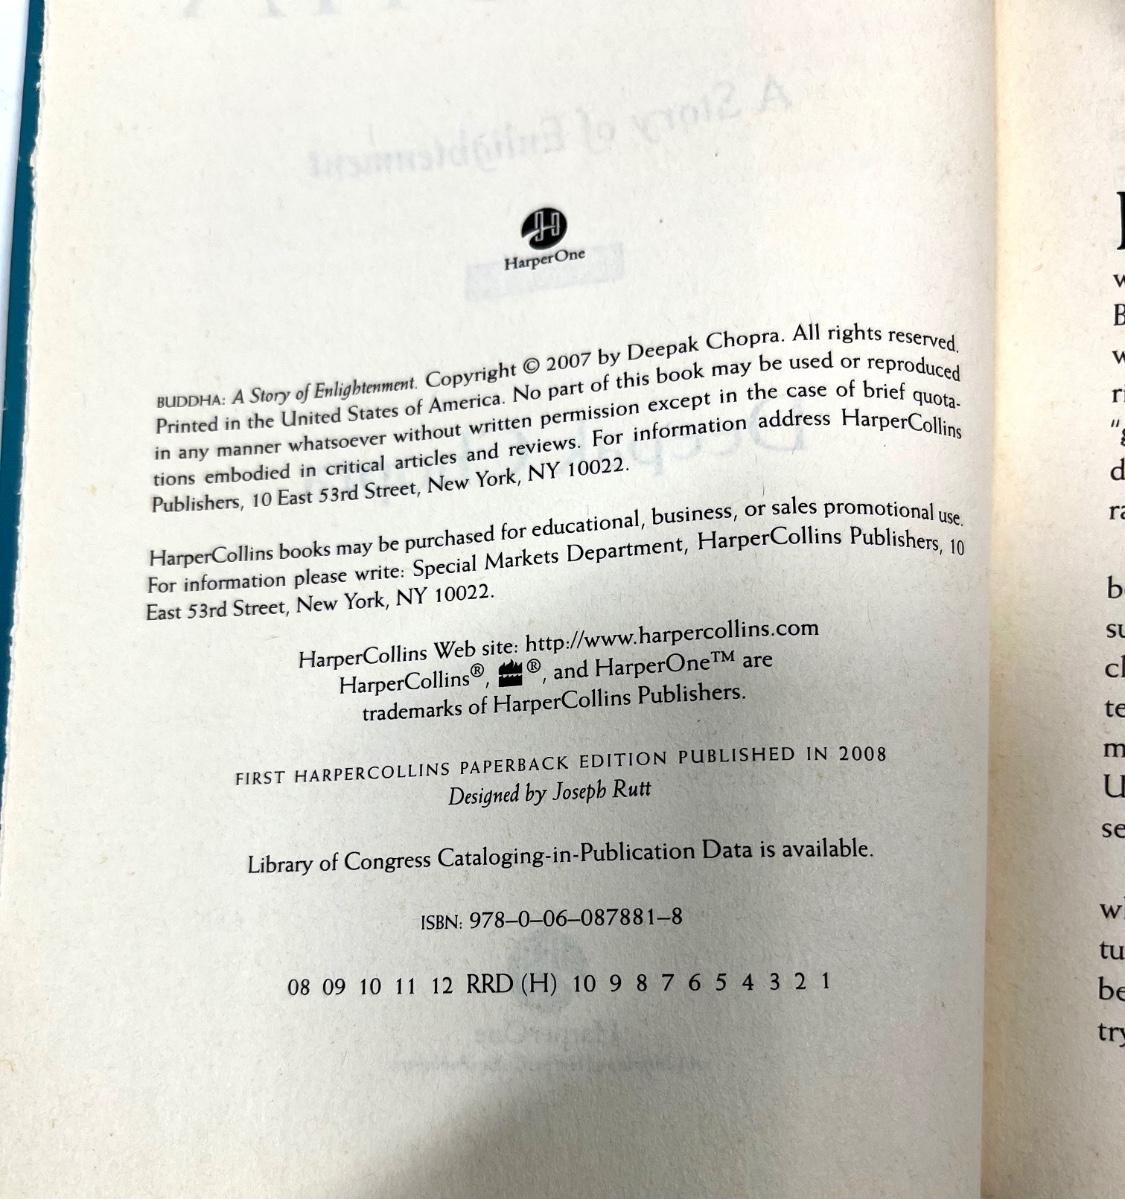 A Story of Enlightenment
HarperOne
BUDDHA: A Story of Enlightenment. Copyright © 2007 by Deepak Chopra. All rights reserved.
Printed in the United States of America. No part of this book may be used or reproduced
in any manner whatsoever without written permission except in the case of brief quota-
tions embodied in critical articles and reviews. For information address HarperCollins
Publishers, 10 East 53rd Street, New York, NY 10022.
HarperCollins books may be purchased for educational, business, or sales promotional use.
For information please write: Special Markets Department, HarperCollins Publishers, 10
East 53rd Street, New York, NY 10022.
HarperCollins Web site: http://www.harpercollins.com
HarperCollins®, ®, and HarperOne™ are
trademarks of HarperCollins Publishers.
FIRST HARPERCOLLINS PAPERBACK EDITION PUBLISHED IN 2008
Designed by Joseph Rutt
Library of Congress Cataloging-in-Publication Data is available.
ISBN: 978–0–06–087881–8
08 09 10 11 12 RRD (H) 10 9 8 7 6 5 4 3 2 1